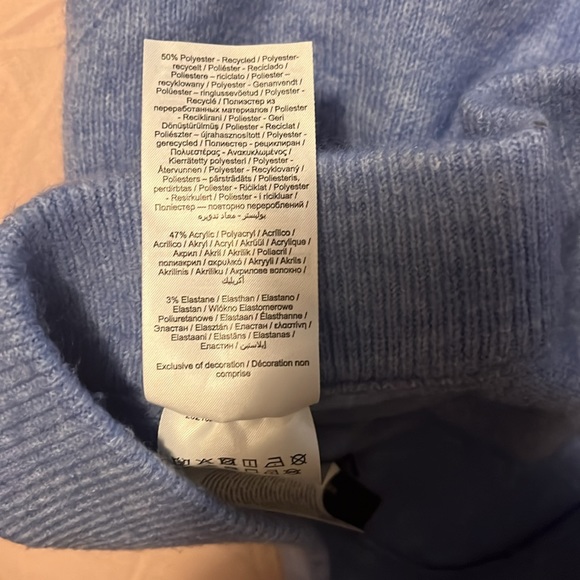 50% Polyester - Recycled / Polyester-
recycelt / Poliéster - Reciclado /
Poliestere – riciclato / Poliester –
recyklowany / Polyester - Genanvendt /
Polüester – ringlussevõetud / Polyester -
Recyclé / Полиэстер из
переработанных материалов / Poliester
- Reciklirani / Poliester - Geri
Dönüştürülmüş / Poliester - Reciclat /
Poliészter – újrahasznosított / Polyester -
gerecycled / Полиестер - рециклиран /
Πολυεστέρας - Ανακυκλωμένος /
Kierrätetty polyesteri / Polyester -
Återvunnen / Polyester - Recyklovaný /
Poliesters – pārstrādāts / Poliesteris,
perdirbtas / Polyester - Ričiklat / Polyester
- Resirkulert / Poliester - i ricikluar /
Поліестер — повторно перероблений /
بوليستر - معاد تدويره
47% Acrylic / Polyacryl / Acrílico /
Acrilico / Akryl / Acryl / Akrüül / Acrylique /
Акрил / Akril / Akrilik / Poliacril /
полиакрил / ακρυλικό / Akryyli / Akrils /
Akrilinis / Akriliku / Акрилове волокно /
أكريليك
3% Elastane / Elasthan / Elastano /
Elastan / Włókno Elastomerowe
Poliuretanowe / Elastaan / Élasthanne /
Эластан / Elasztán / Еластан / ελαστίνη /
Elastaani / Elastāns / Elastanas /
Еластин / إيلاستين
Exclusive of decoration / Décoration non
comprise